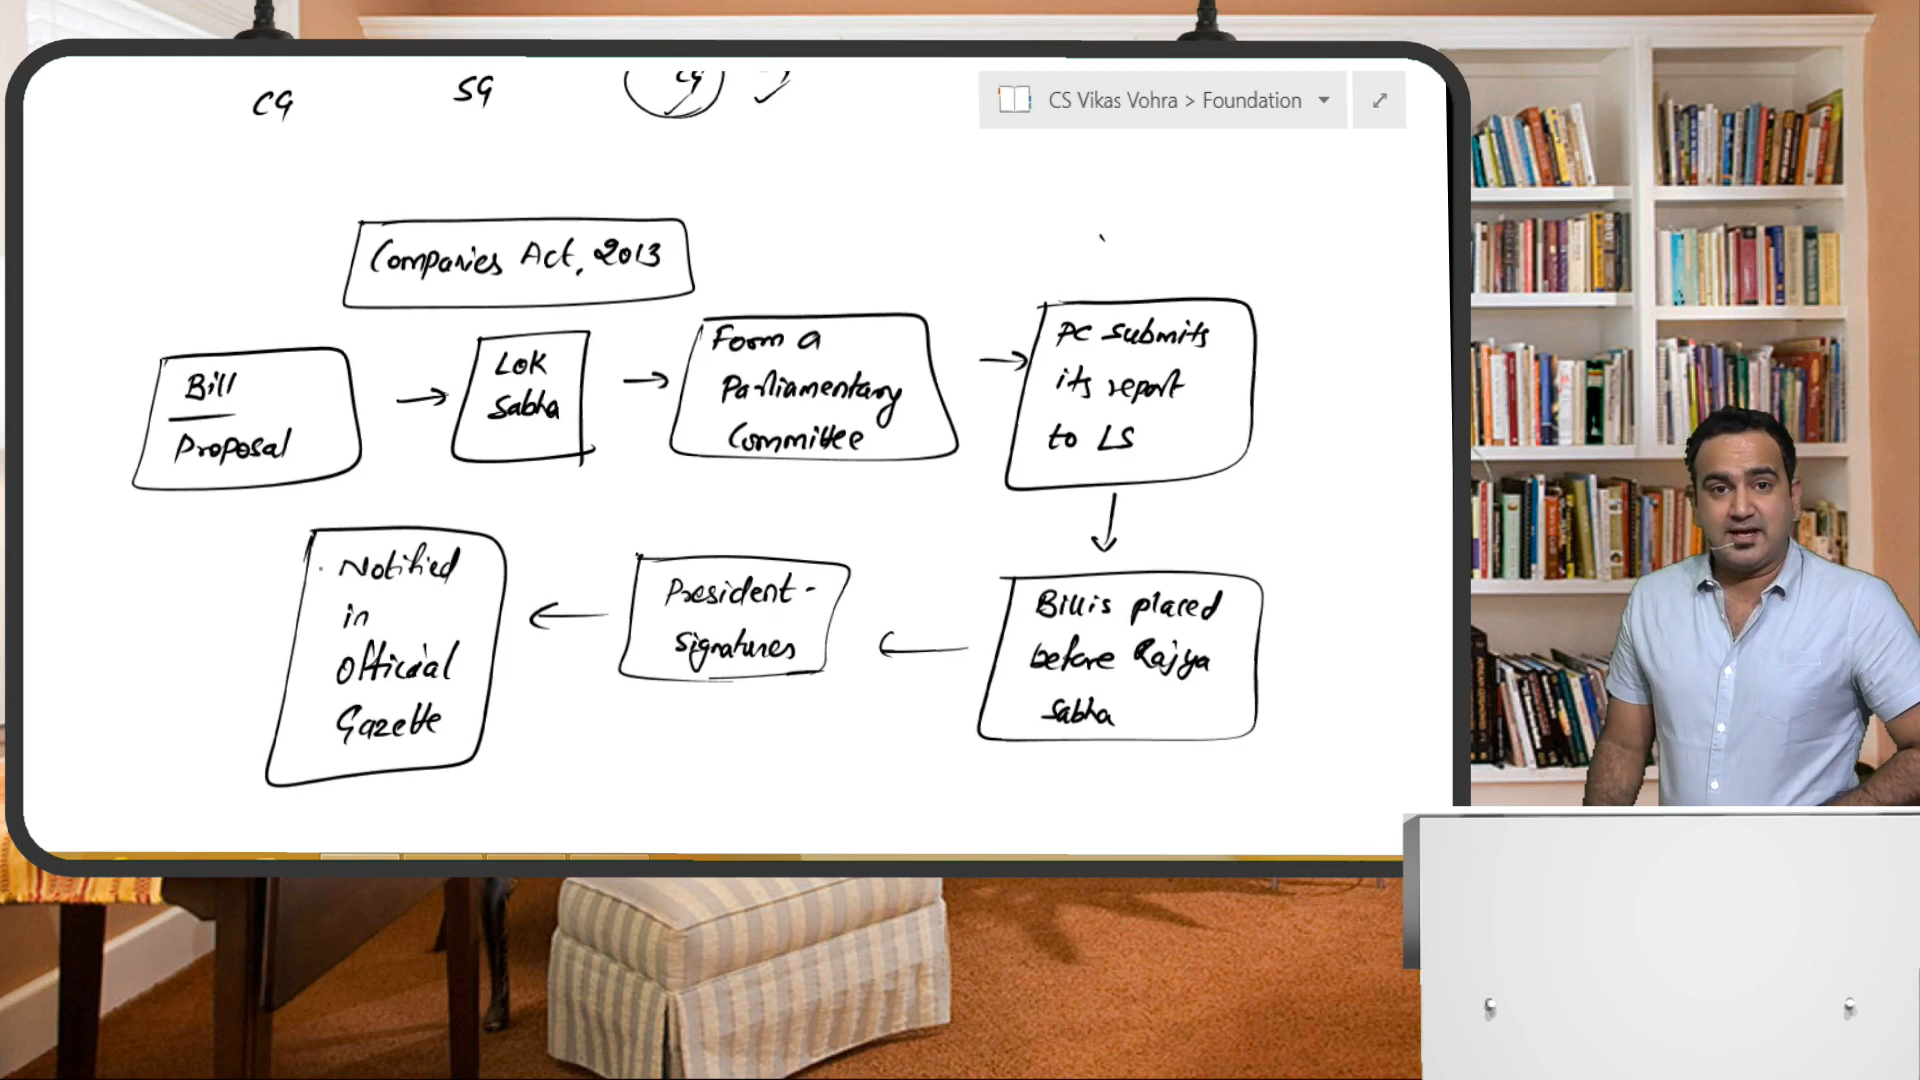 CG
SG
CG
CS Vikas Vohra > Foundation
Companies Act, 2013
Bill
Proposal
Lok
Sabha
Form a
Parliamentary
Committee
PC submits
its report
to LS
Bill is placed
before Rajya
Sabha
President -
Signatures
Notified
in
Official
Gazette